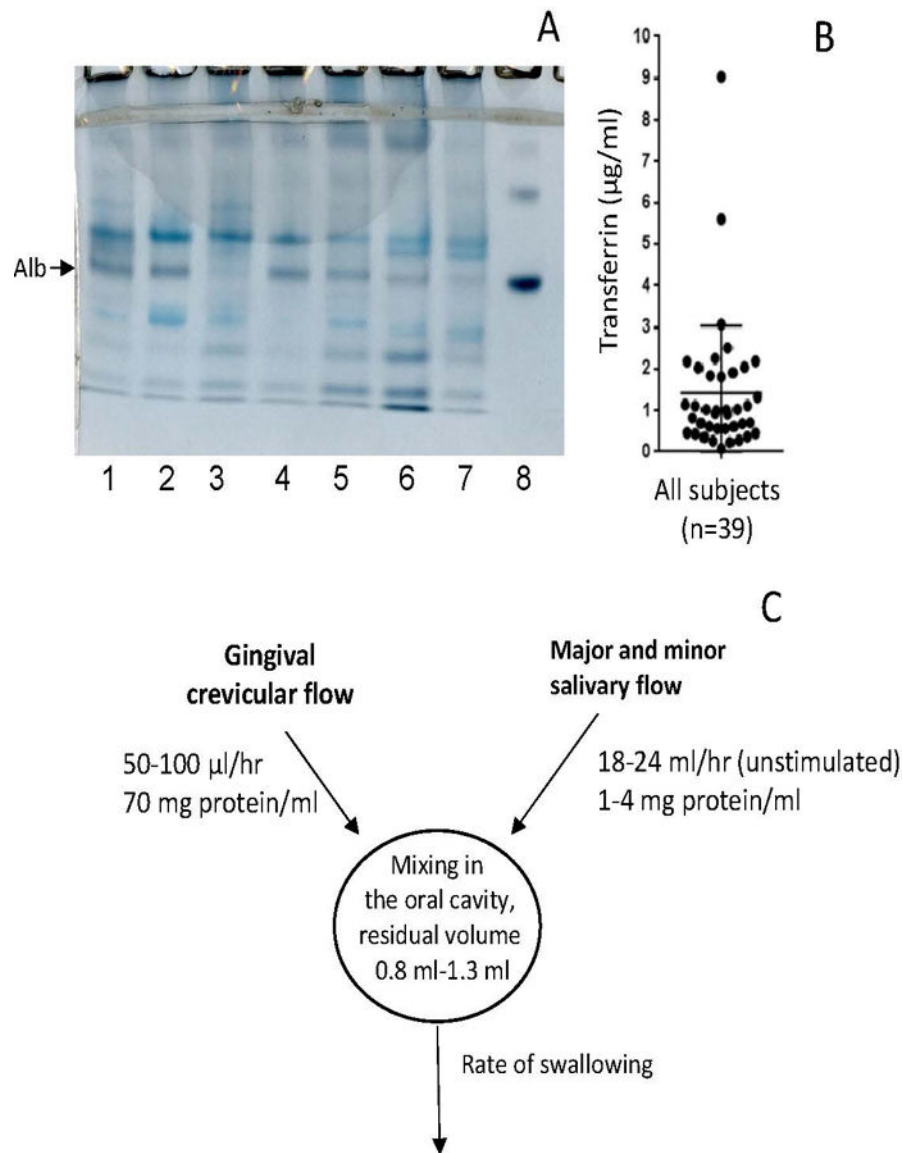 A
Alb
1 2 3 4 5 6 7 8
B
Transferrin (µg/ml)
10
9
8
7
6
5
4
3
2
1
0
All subjects
(n=39)
C
Gingival
crevicular flow
50-100 µl/hr
70 mg protein/ml
Major and minor
salivary flow
18-24 ml/hr (unstimulated)
1-4 mg protein/ml
Mixing in
the oral cavity,
residual volume
0.8 ml-1.3 ml
Rate of swallowing